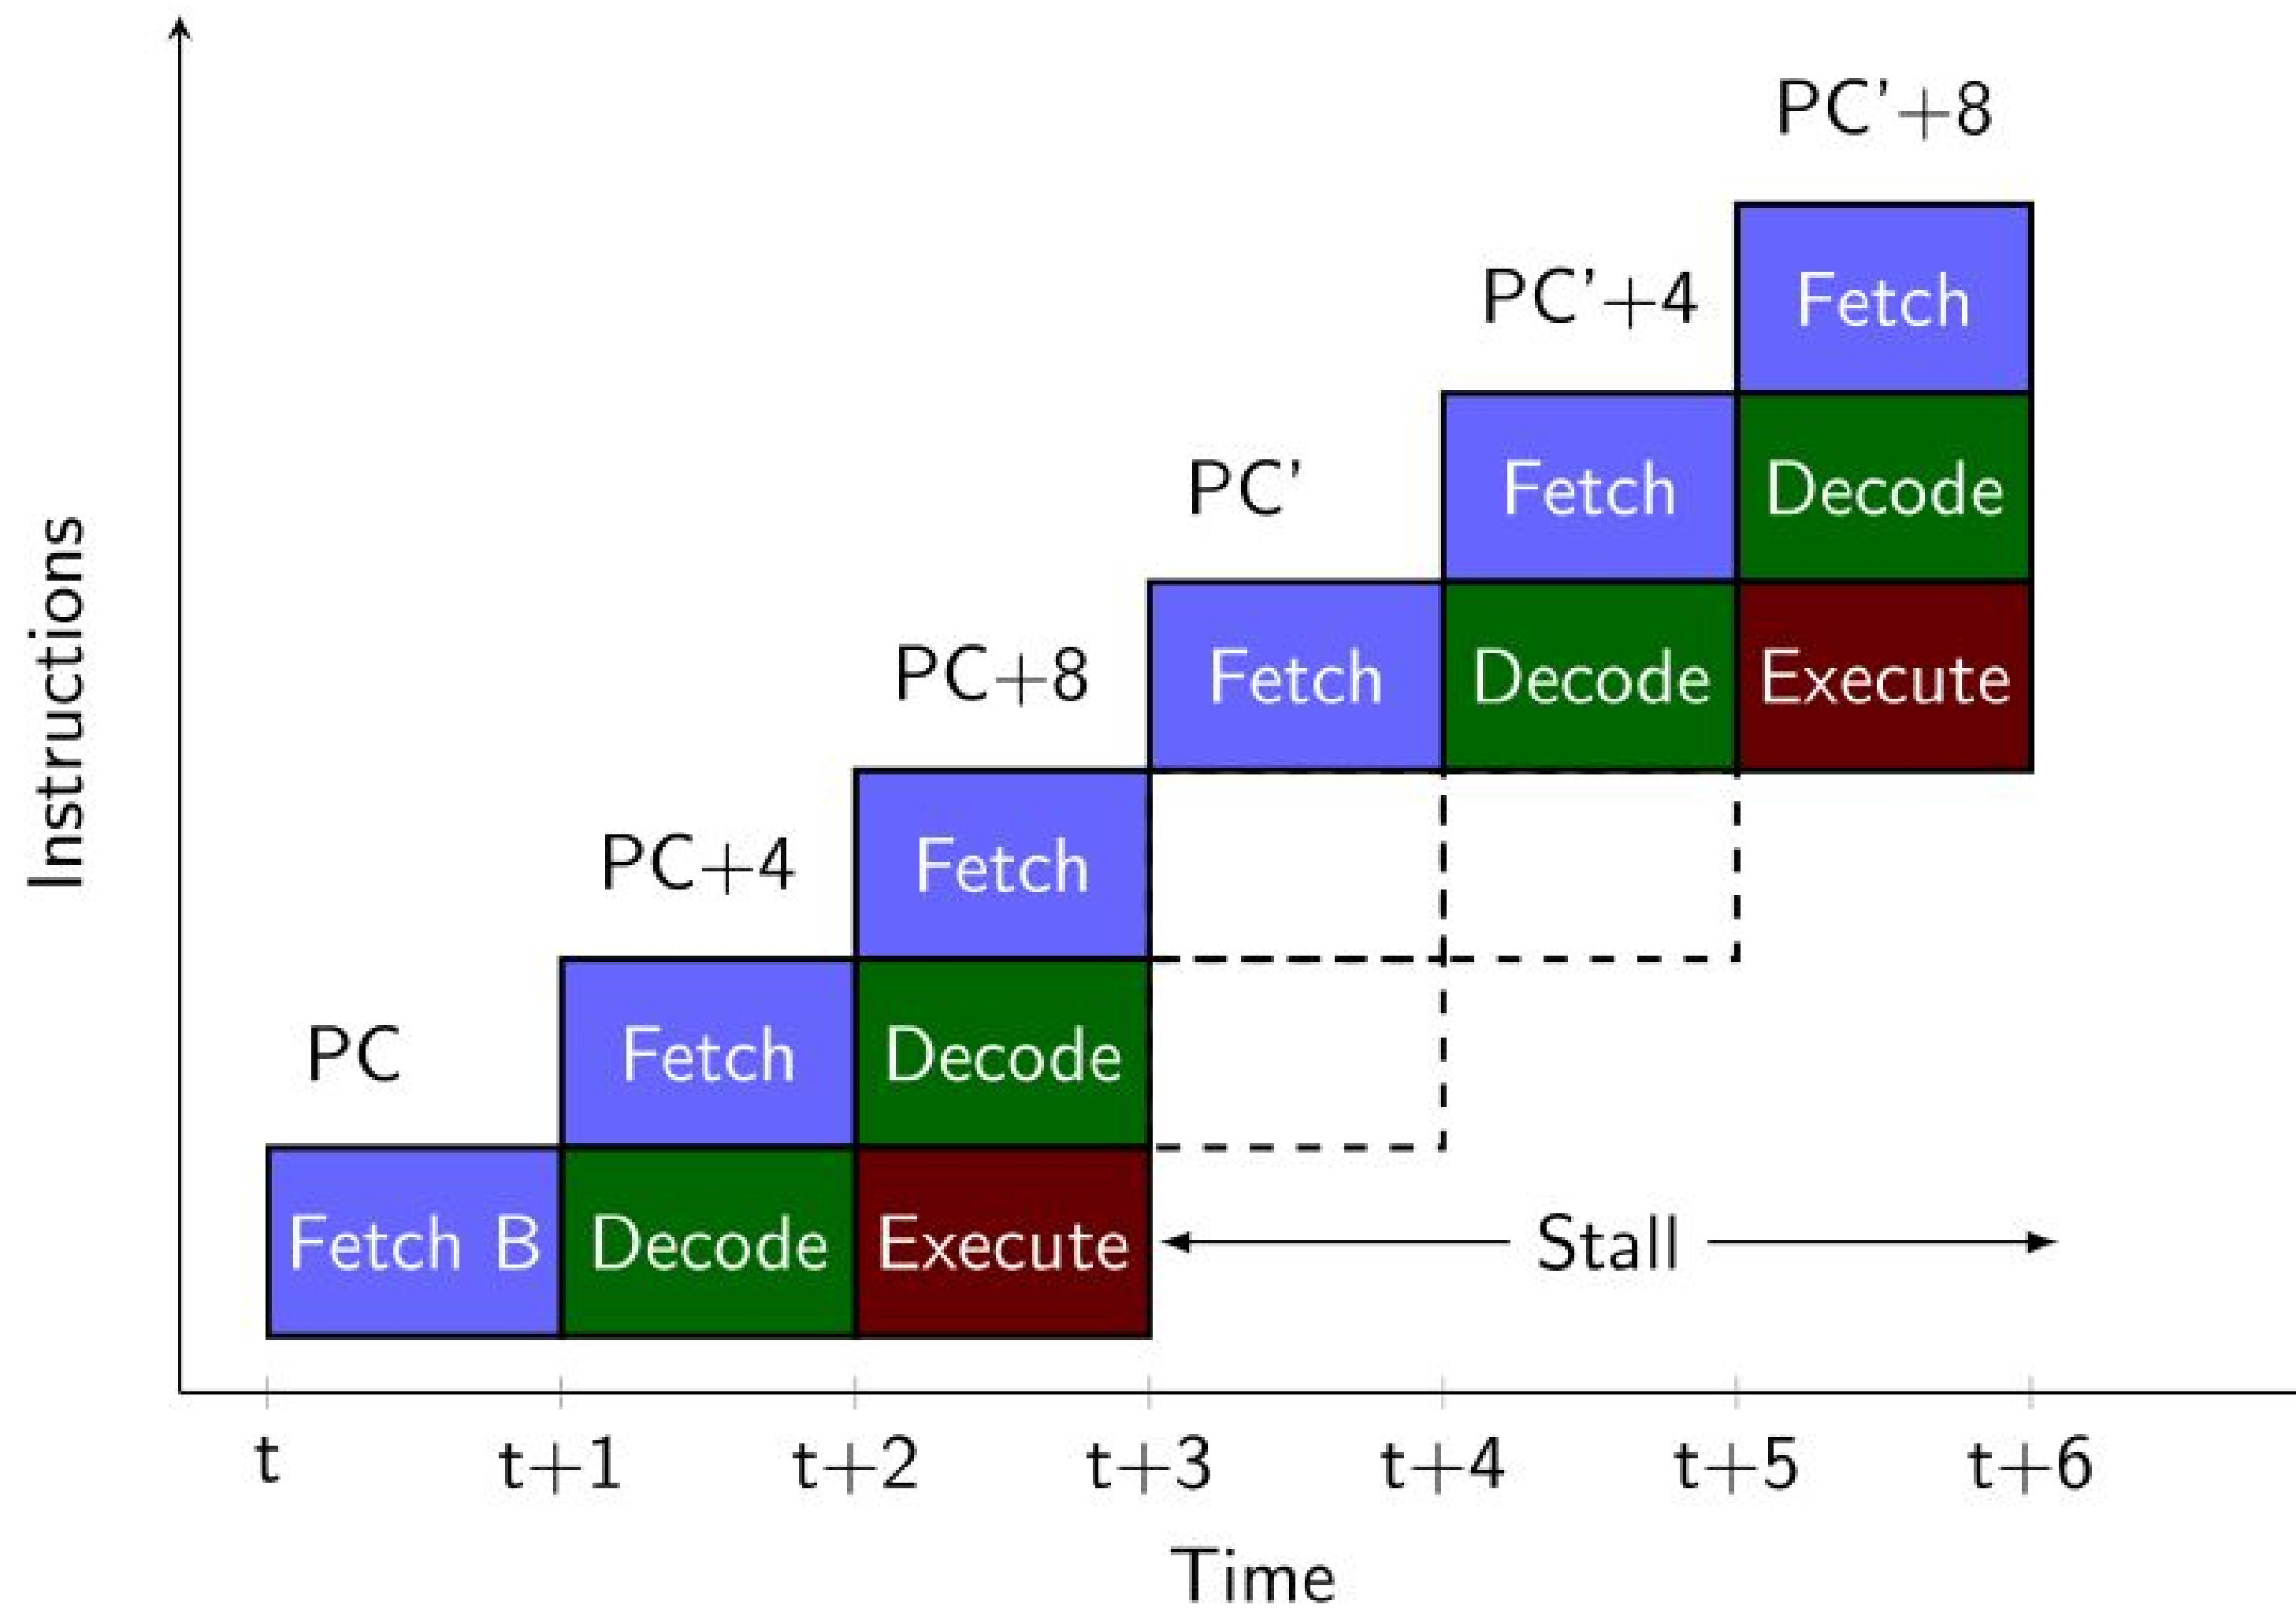 PC'+8
Fetch
PC'+4
Fetch
Decode
PC'
Fetch
Decode
Execute
PC+8
Fetch
PC+4
Fetch
Decode
PC
Fetch B
Decode
Execute
Stall
Instructions
t
t+1
t+2
t+3
t+4
t+5
t+6
Time